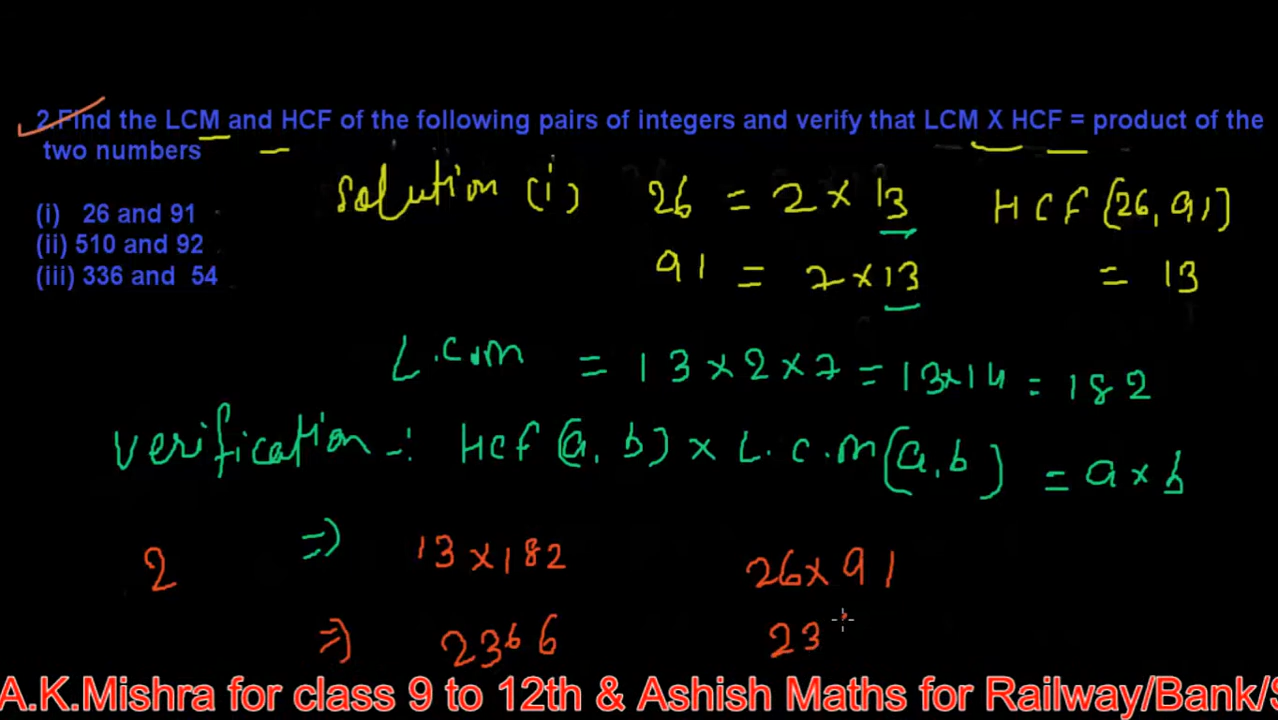 2.Find the LCM and HCF of the following pairs of integers and verify that LCM X HCF = product of the
two numbers
(i) 26 and 91
(ii) 510 and 92
(iii) 336 and 54
Solution (i) 26 = 2 × 13 HCF (26, 91)
91 = 7 × 13 = 13
L.C.M = 13 × 2 × 7 = 13×14 = 182
Verification -: HCF (a, b) × L.C.M (a, b) = a × b
2 ⇒ 13 × 182 26 × 91
⇒ 2366 23
A.K.Mishra for class 9 to 12th & Ashish Maths for Railway/Bank/S